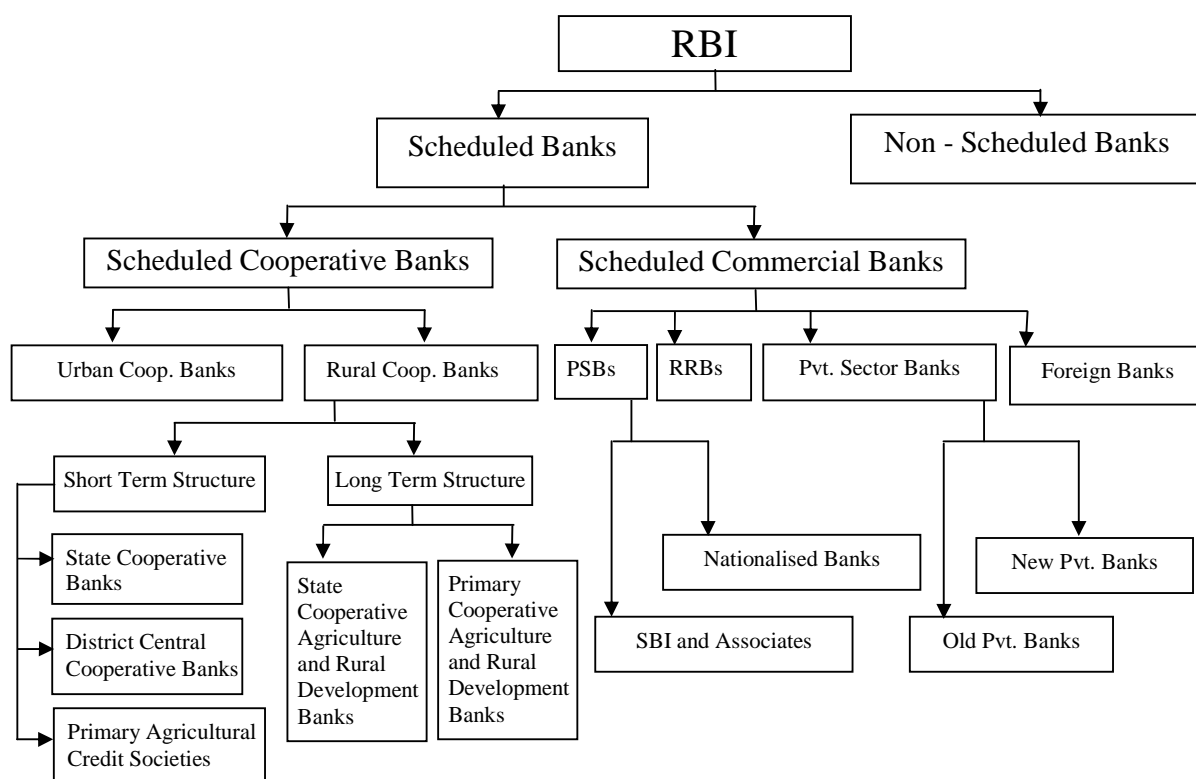 RBI
Scheduled Banks
Non - Scheduled Banks
Scheduled Cooperative Banks
Scheduled Commercial Banks
Urban Coop. Banks
Rural Coop. Banks
PSBs
RRBs
Pvt. Sector Banks
Foreign Banks
Short Term Structure
Long Term Structure
State Cooperative
Banks
District Central
Cooperative Banks
Primary Agricultural
Credit Societies
State
Cooperative
Agriculture
and Rural
Development
Banks
Primary
Cooperative
Agriculture
and Rural
Development
Banks
Nationalised Banks
SBI and Associates
New Pvt. Banks
Old Pvt. Banks